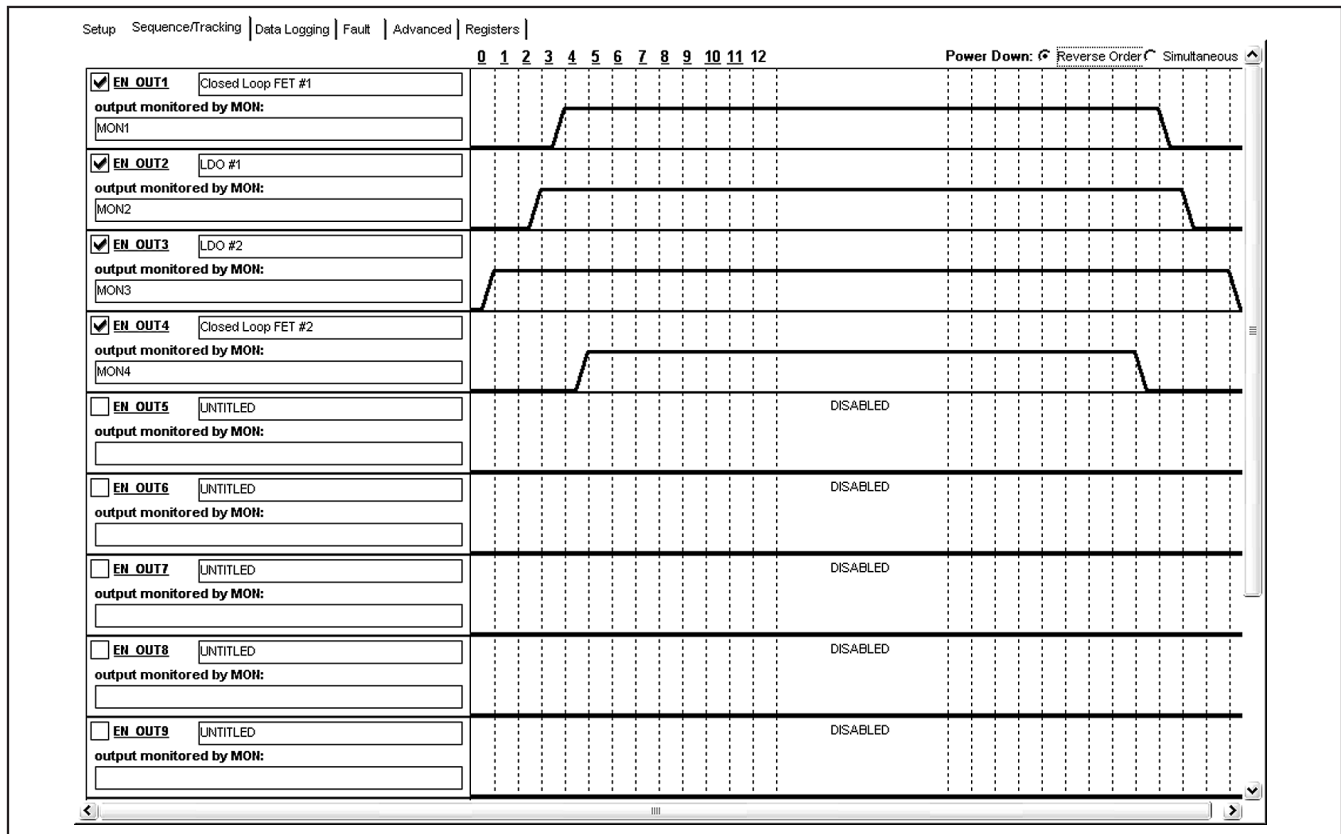 Setup Sequence/Tracking Data Logging Fault Advanced Registers
0 1 2 3 4 5 6 7 8 9 10 11 12 Power Down: Reverse Order Simultaneous
EN_OUT1 Closed Loop FET #1
output monitored by MON:
MON1
EN_OUT2 LDO #1
output monitored by MON:
MON2
EN_OUT3 LDO #2
output monitored by MON:
MON3
EN_OUT4 Closed Loop FET #2
output monitored by MON:
MON4
EN_OUT5 UNTITLED DISABLED
output monitored by MON:
EN_OUT6 UNTITLED DISABLED
output monitored by MON:
EN_OUT7 UNTITLED DISABLED
output monitored by MON:
EN_OUT8 UNTITLED DISABLED
output monitored by MON:
EN_OUT9 UNTITLED DISABLED
output monitored by MON: